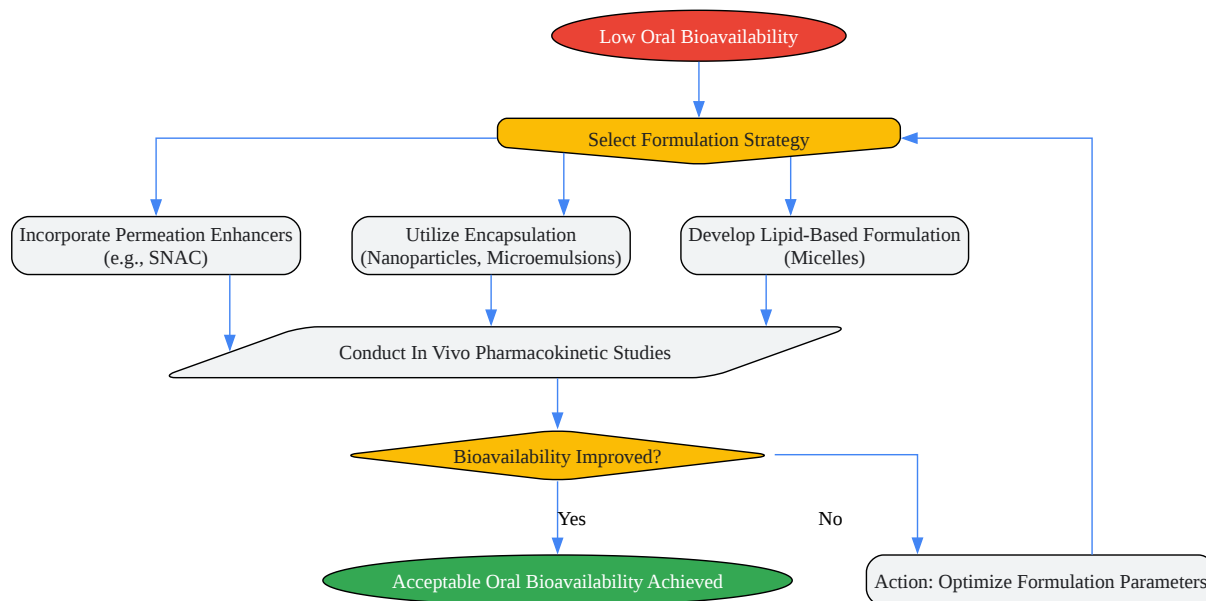 Low Oral Bioavailability
Select Formulation Strategy
Incorporate Permeation Enhancers
(e.g., SNAC)
Utilize Encapsulation
(Nanoparticles, Microemulsions)
Develop Lipid-Based Formulation
(Micelles)
Conduct In Vivo Pharmacokinetic Studies
Bioavailability Improved?
Yes
No
Acceptable Oral Bioavailability Achieved
Action: Optimize Formulation Parameters